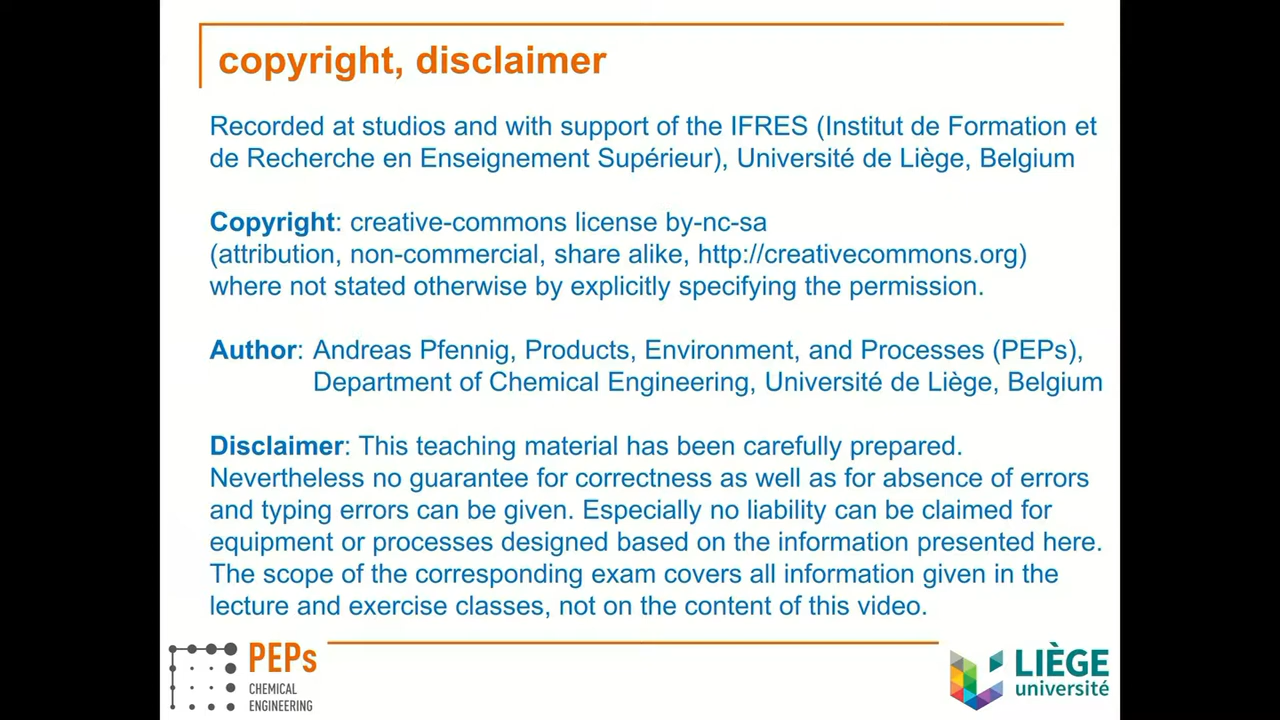 copyright, disclaimer
Recorded at studios and with support of the IFRES (Institut de Formation et
de Recherche en Enseignement Supérieur), Université de Liège, Belgium
Copyright: creative-commons license by-nc-sa
(attribution, non-commercial, share alike, http://creativecommons.org)
where not stated otherwise by explicitly specifying the permission.
Author: Andreas Pfennig, Products, Environment, and Processes (PEPs),
Department of Chemical Engineering, Université de Liège, Belgium
Disclaimer: This teaching material has been carefully prepared.
Nevertheless no guarantee for correctness as well as for absence of errors
and typing errors can be given. Especially no liability can be claimed for
equipment or processes designed based on the information presented here.
The scope of the corresponding exam covers all information given in the
lecture and exercise classes, not on the content of this video.
PEPs
CHEMICAL
ENGINEERING
LIÈGE
université